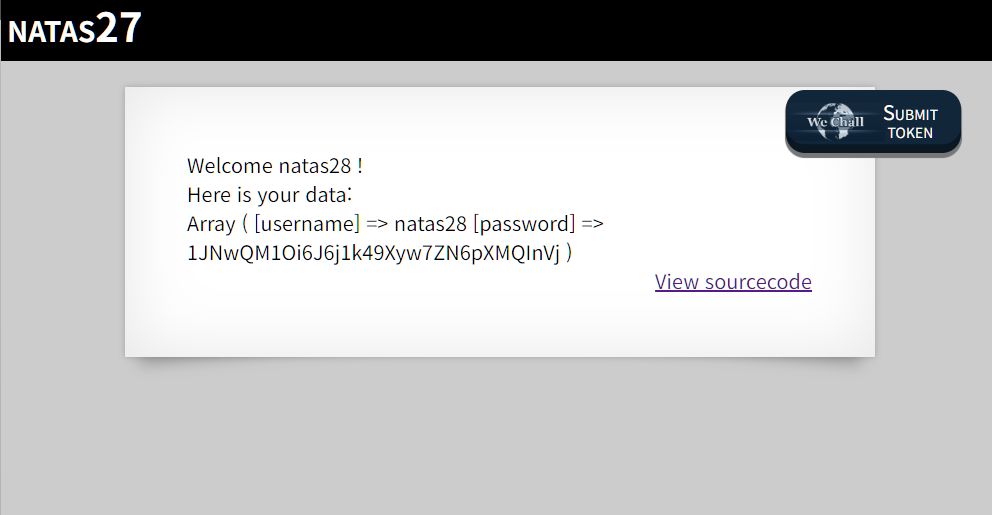 NATAS27
We Chall
SUBMIT
TOKEN
Welcome natas28 !
Here is your data:
Array ( [username] => natas28 [password] =>
1JNwQM1Oi6J6j1k49Xyw7ZN6pXMQInVj )
View sourcecode